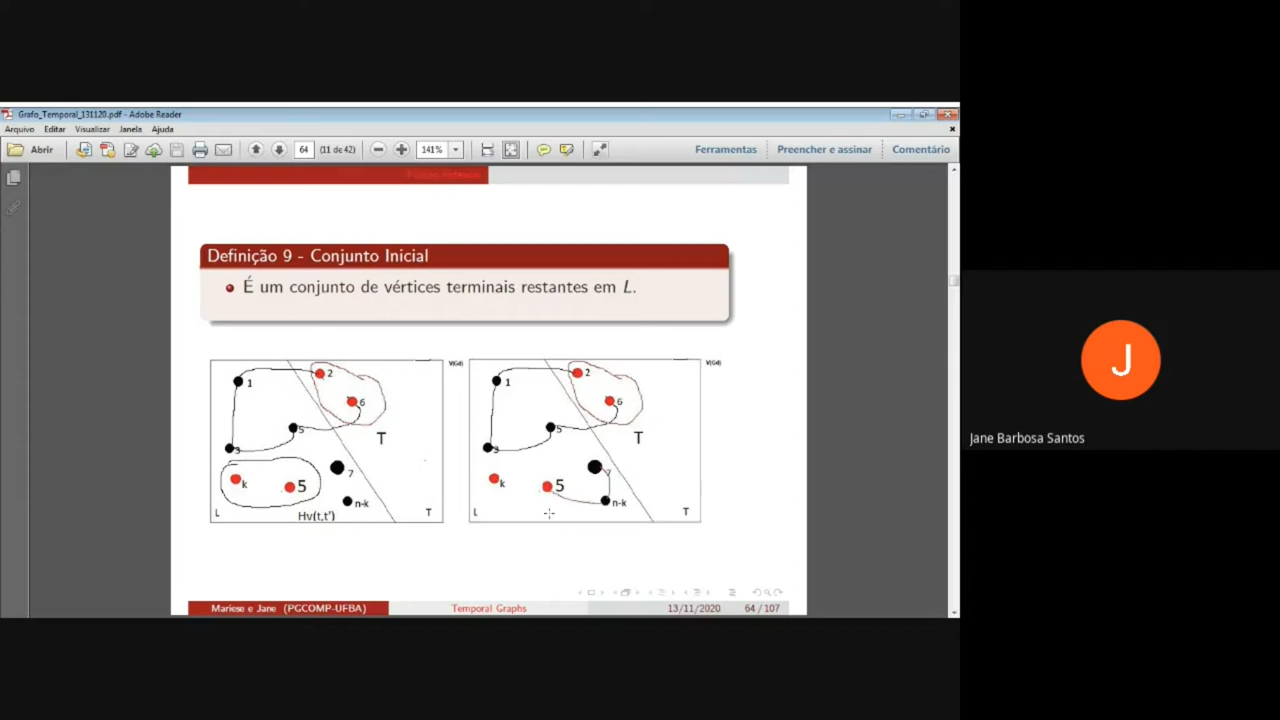 Grafo_Temporal_131120.pdf - Adobe Reader
Arquivo Editar Visualizar Janela Ajuda
Abrir 64 (11 de 42) 141% Ferramentas Preencher e assinar Comentário
Definição 9 - Conjunto Inicial
É um conjunto de vértices terminais restantes em L.
V(Gd) V(Gd)
1 2 1 2
6 6
5 5
T T
3 3
7 7
k 5 k 5
n-k n-k
L Hv(t,t') T L T
J
Jane Barbosa Santos
Mariese e Jane (PGCOMP-UFBA) Temporal Graphs 13/11/2020 64 / 107